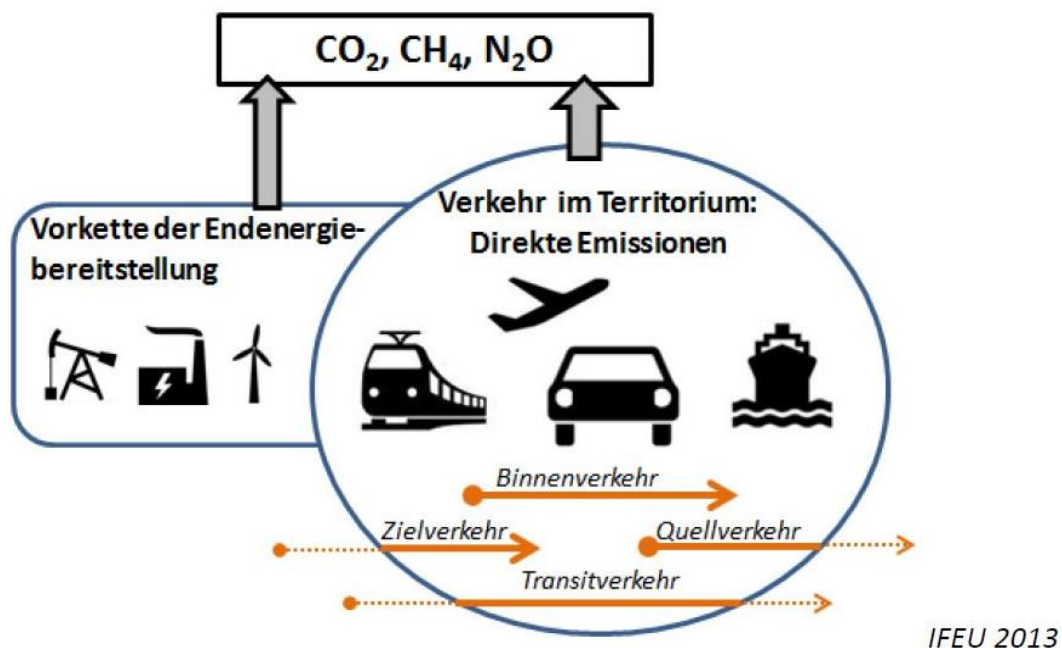 CO₂, CH₄, N₂O
Vorkette der Endenergie-
bereitstellung
Verkehr im Territorium:
Direkte Emissionen
Binnenverkehr
Zielverkehr
Quellverkehr
Transitverkehr
IFEU 2013